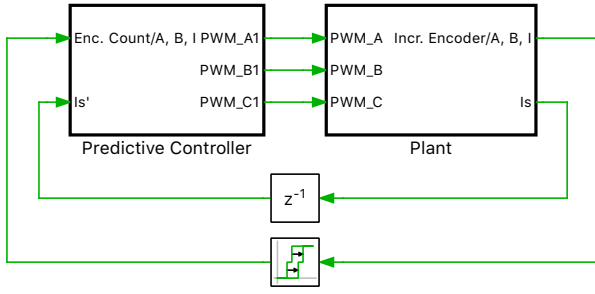 Enc. Count/A, B, I PWM_A1
PWM_B1
Is' PWM_C1
Predictive Controller
PWM_A Incr. Encoder/A, B, I
PWM_B
PWM_C Is
Plant
z⁻¹